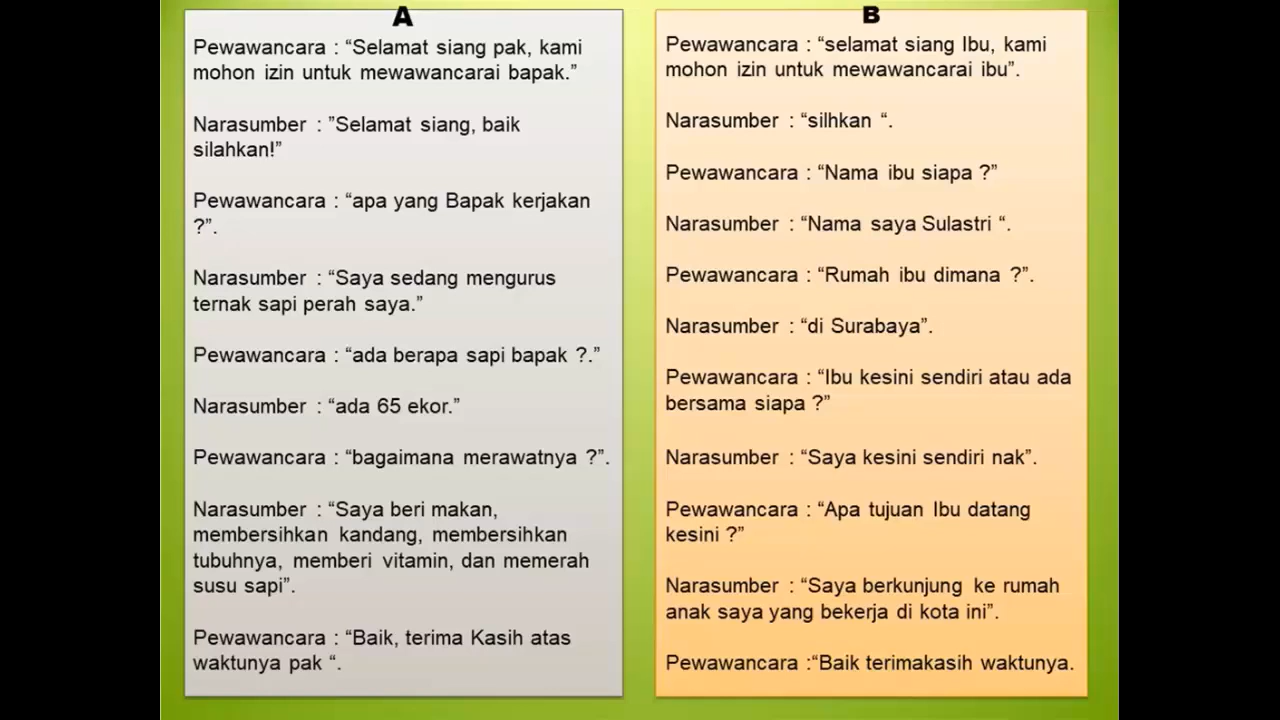 A
Pewawancara : “Selamat siang pak, kami
mohon izin untuk mewawancarai bapak.”
Narasumber : ”Selamat siang, baik
silahkan!”
Pewawancara : “apa yang Bapak kerjakan
?”.
Narasumber : “Saya sedang mengurus
ternak sapi perah saya.”
Pewawancara : “ada berapa sapi bapak ?.”
Narasumber : “ada 65 ekor.”
Pewawancara : “bagaimana merawatnya ?”.
Narasumber : “Saya beri makan,
membersihkan kandang, membersihkan
tubuhnya, memberi vitamin, dan memerah
susu sapi”.
Pewawancara : “Baik, terima Kasih atas
waktunya pak “.
B
Pewawancara : “selamat siang Ibu, kami
mohon izin untuk mewawancarai ibu”.
Narasumber : “silhkan “.
Pewawancara : “Nama ibu siapa ?”
Narasumber : “Nama saya Sulastri “.
Pewawancara : “Rumah ibu dimana ?”.
Narasumber : “di Surabaya”.
Pewawancara : “Ibu kesini sendiri atau ada
bersama siapa ?”
Narasumber : “Saya kesini sendiri nak”.
Pewawancara : “Apa tujuan Ibu datang
kesini ?”
Narasumber : “Saya berkunjung ke rumah
anak saya yang bekerja di kota ini”.
Pewawancara :“Baik terimakasih waktunya.